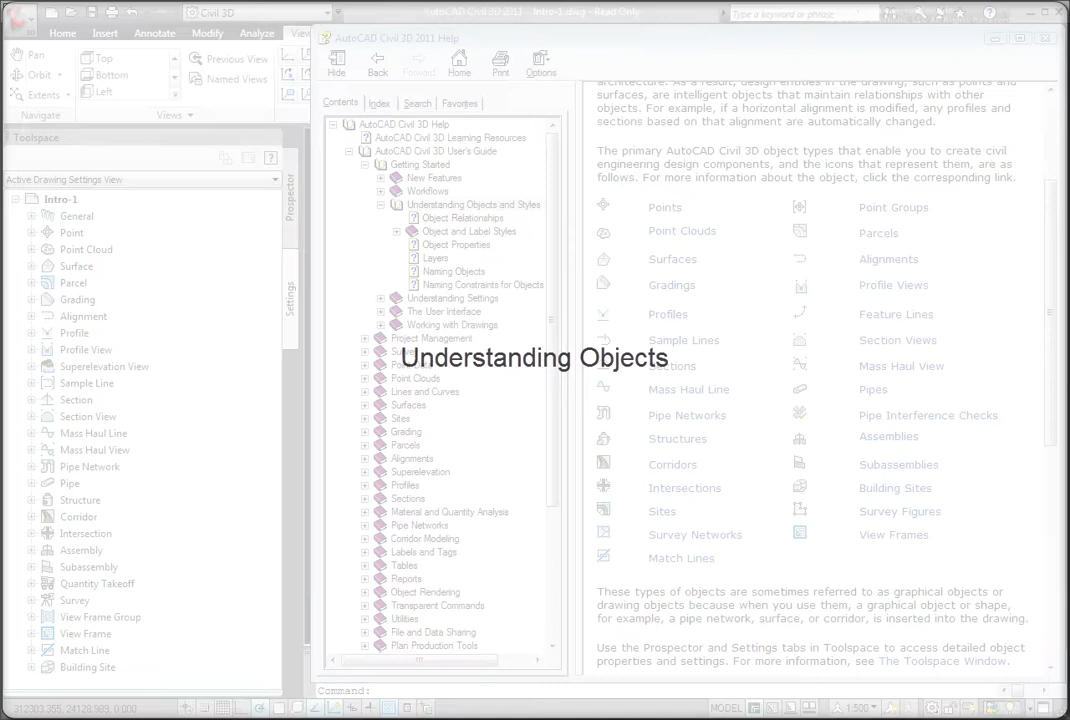 Civil 3D
AutoCAD Civil 3D 2011 - Intro-1.dwg - Read Only
Type a keyword or phrase
Home Insert Annotate Modify Analyze
Pan
Orbit
Extents
Navigate
Top
Bottom
Left
Previous View
Named Views
Views
Toolspace
Active Drawing Settings View
Prospector
Settings
Intro-1
General
Point
Point Cloud
Surface
Parcel
Grading
Alignment
Profile
Profile View
Superelevation View
Sample Line
Section
Section View
Mass Haul Line
Mass Haul View
Pipe Network
Pipe
Structure
Corridor
Intersection
Assembly
Subassembly
Quantity Takeoff
Survey
View Frame Group
View Frame
Match Line
Building Site
AutoCAD Civil 3D 2011 Help
Hide Back Forward Home Print Options
Contents Index Search Favorites
AutoCAD Civil 3D Help
AutoCAD Civil 3D Learning Resources
AutoCAD Civil 3D User's Guide
Getting Started
New Features
Workflows
Understanding Objects and Styles
Object Relationships
Object and Label Styles
Object Properties
Layers
Naming Objects
Naming Constraints for Objects
Understanding Settings
The User Interface
Working with Drawings
Project Management
Understanding Objects
Point Clouds
Lines and Curves
Surfaces
Sites
Grading
Parcels
Alignments
Superelevation
Profiles
Sections
Material and Quantity Analysis
Pipe Networks
Corridor Modeling
Labels and Tags
Tables
Reports
Object Rendering
Transparent Commands
Utilities
File and Data Sharing
Plan Production Tools
architecture. As a result, design entities in the drawing, such as points and
surfaces, are intelligent objects that maintain relationships with other
objects. For example, if a horizontal alignment is modified, any profiles and
sections based on that alignment are automatically changed.
The primary AutoCAD Civil 3D object types that enable you to create civil
engineering design components, and the icons that represent them, are as
follows. For more information about the object, click the corresponding link.
Points Point Groups
Point Clouds Parcels
Surfaces Alignments
Gradings Profile Views
Profiles Feature Lines
Sample Lines Section Views
Sections Mass Haul View
Mass Haul Line Pipes
Pipe Networks Pipe Interference Checks
Structures Assemblies
Corridors Subassemblies
Intersections Building Sites
Sites Survey Figures
Survey Networks View Frames
Match Lines
These types of objects are sometimes referred to as graphical objects or
drawing objects because when you use them, a graphical object or shape,
for example, a pipe network, surface, or corridor, is inserted into the drawing.
Use the Prospector and Settings tabs in Toolspace to access detailed object
properties and settings. For more information, see The Toolspace Window.
Command:
312303.355, 24128.989, 0.000
MODEL
1:500